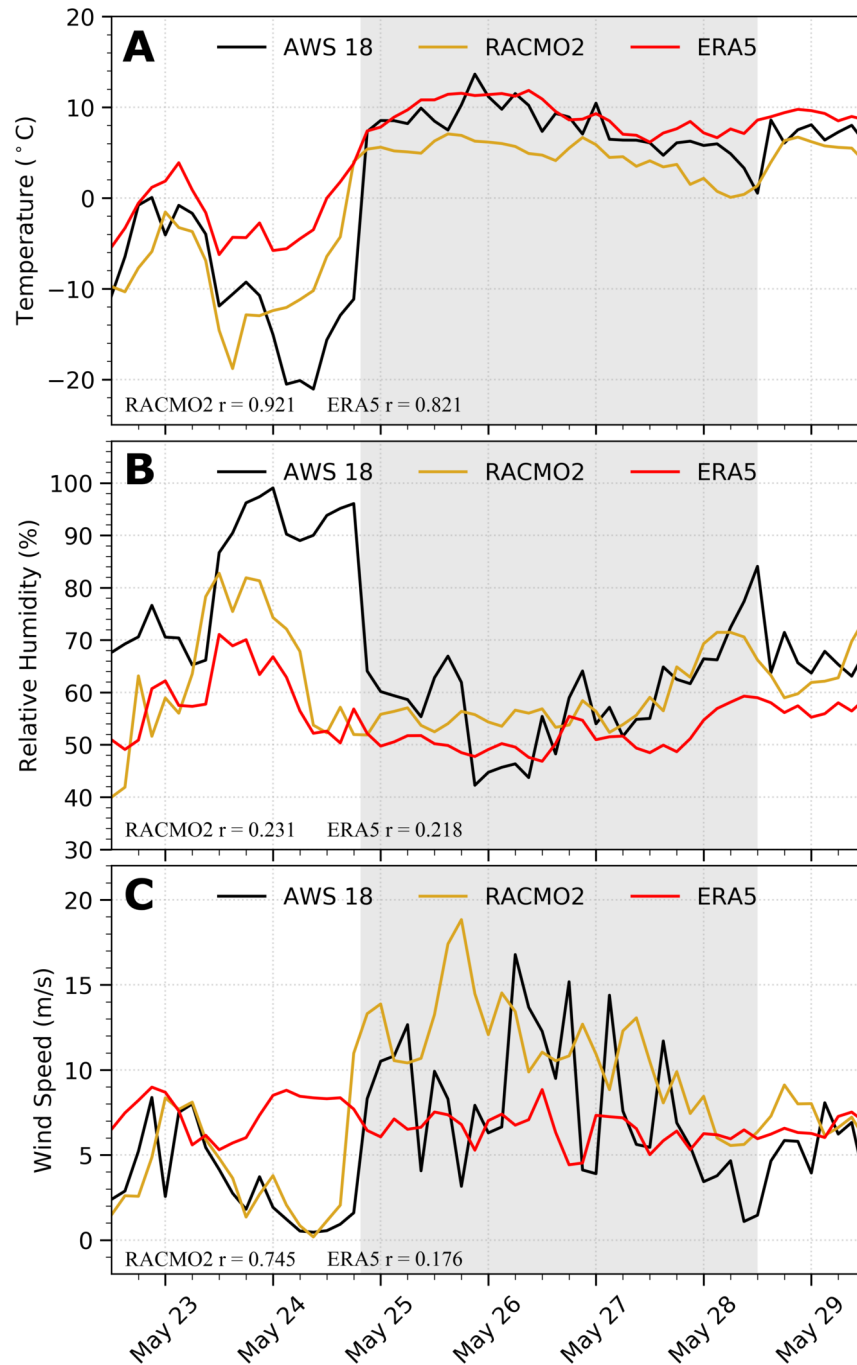 A
AWS 18 RACMO2 ERA5
Temperature (°C)
20
10
0
−10
−20
RACMO2 r = 0.921 ERA5 r = 0.821
B
AWS 18 RACMO2 ERA5
Relative Humidity (%)
100
90
80
70
60
50
40
30
RACMO2 r = 0.231 ERA5 r = 0.218
C
AWS 18 RACMO2 ERA5
Wind Speed (m/s)
20
15
10
5
0
RACMO2 r = 0.745 ERA5 r = 0.176
May 23 May 24 May 25 May 26 May 27 May 28 May 29